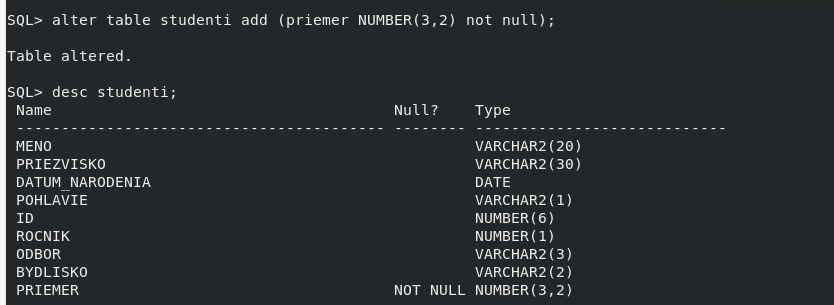 SQL> alter table studenti add (priemer NUMBER(3,2) not null);
Table altered.
SQL> desc studenti;
 Name                                      Null?    Type
 ----------------------------------------- -------- ----------------------------
 MENO                                               VARCHAR2(20)
 PRIEZVISKO                                         VARCHAR2(30)
 DATUM_NARODENIA                                    DATE
 POHLAVIE                                           VARCHAR2(1)
 ID                                                 NUMBER(6)
 ROCNIK                                             NUMBER(1)
 ODBOR                                              VARCHAR2(3)
 BYDLISKO                                           VARCHAR2(2)
 PRIEMER                                   NOT NULL NUMBER(3,2)